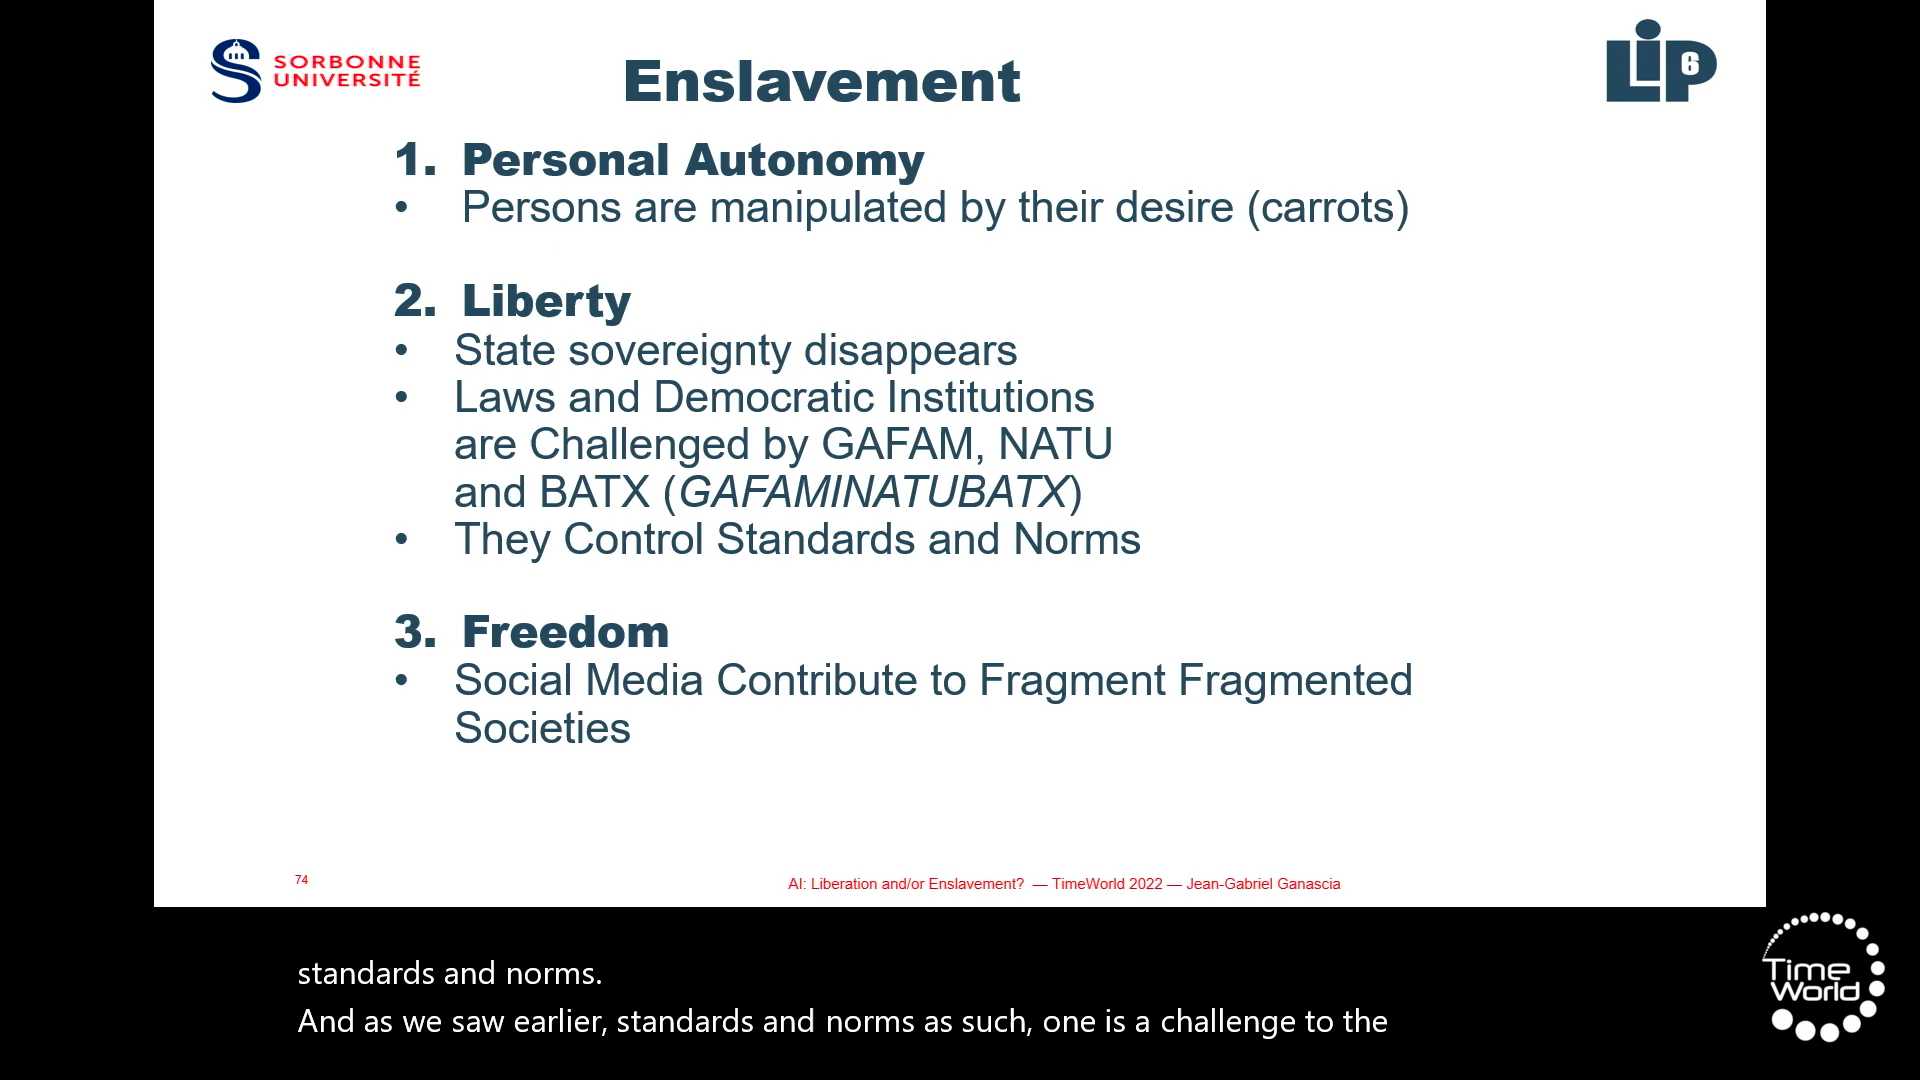 SORBONNE
UNIVERSITÉ
Enslavement
LiP6
1. Personal Autonomy
• Persons are manipulated by their desire (carrots)
2. Liberty
• State sovereignty disappears
• Laws and Democratic Institutions
are Challenged by GAFAM, NATU
and BATX (GAFAMINATUBATX)
• They Control Standards and Norms
3. Freedom
• Social Media Contribute to Fragment Fragmented
Societies
74
AI: Liberation and/or Enslavement? — TimeWorld 2022 — Jean-Gabriel Ganascia
standards and norms.
And as we saw earlier, standards and norms as such, one is a challenge to the
Time
World